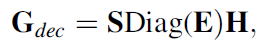 G_dec = SDiag(E)H,